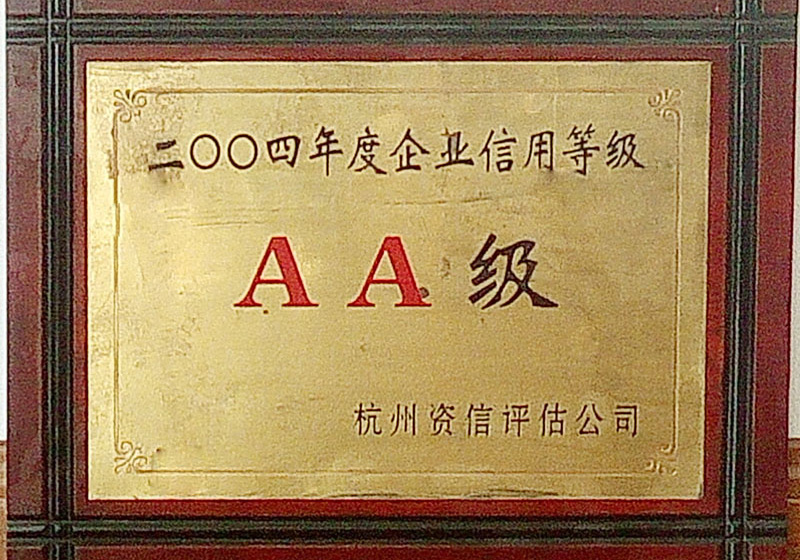 二〇〇四年度企业信用等级
AA级
杭州资信评估公司